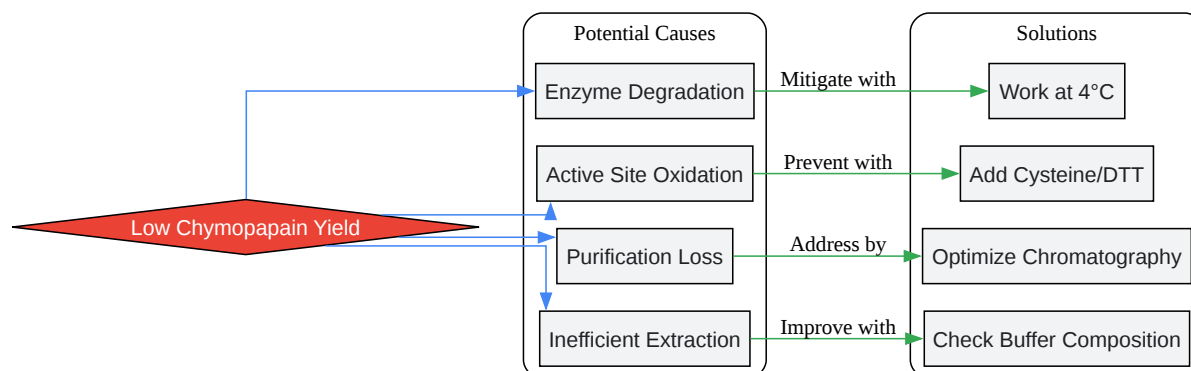 Potential Causes
Solutions
Enzyme Degradation
Mitigate with
Work at 4°C
Active Site Oxidation
Prevent with
Add Cysteine/DTT
Low Chymopapain Yield
Purification Loss
Address by
Optimize Chromatography
Inefficient Extraction
Improve with
Check Buffer Composition